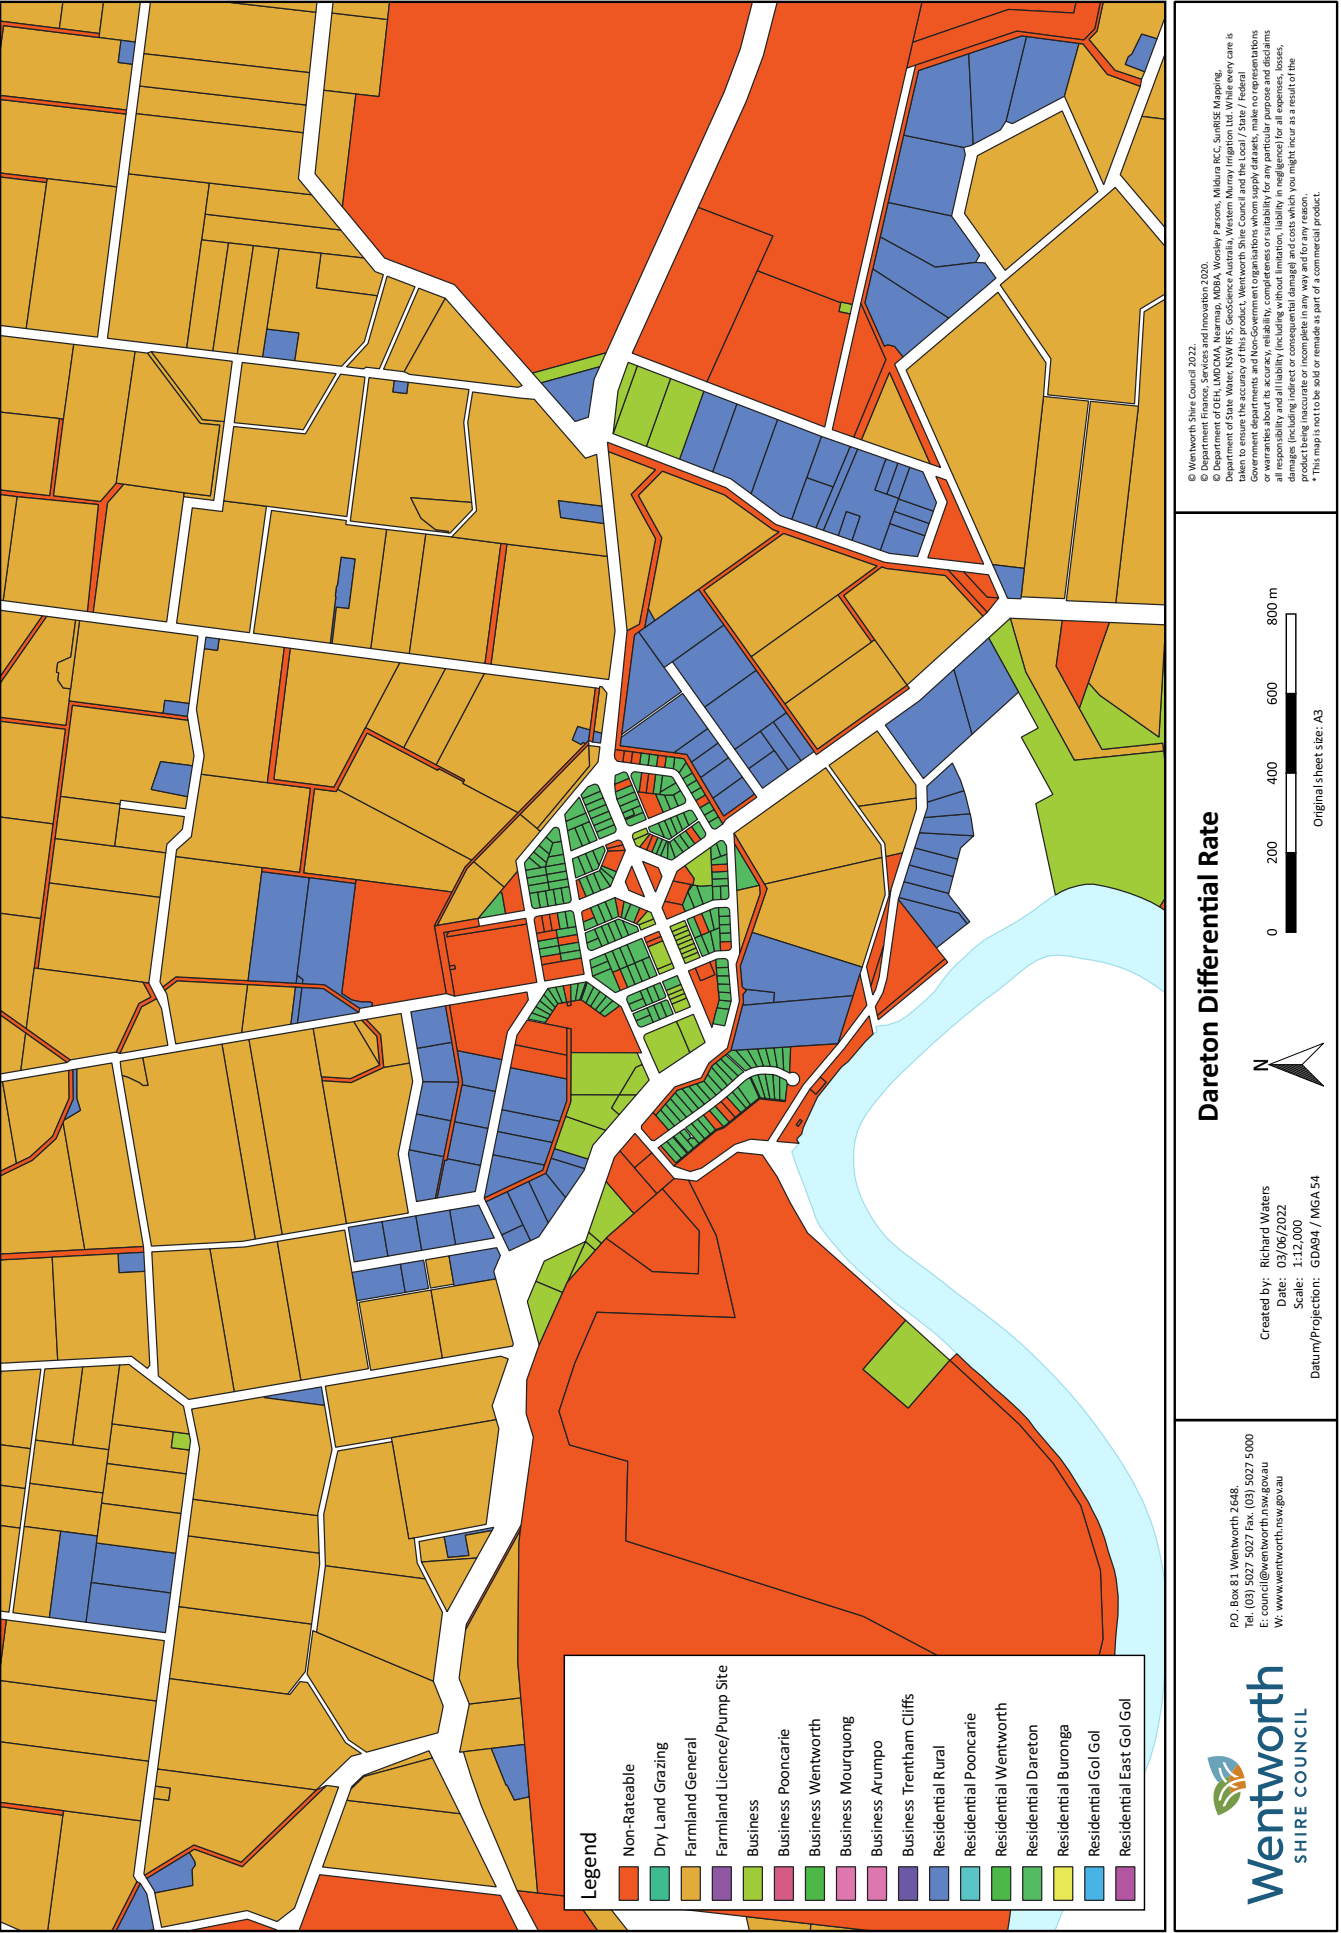 Legend
Non-Rateable
Dry Land Grazing
Farmland General
Farmland Licence/Pump Site
Business
Business Pooncarie
Business Wentworth
Business Mourquong
Business Arumpo
Business Trentham Cliffs
Residential Rural
Residential Pooncarie
Residential Wentworth
Residential Dareton
Residential Buronga
Residential Gol Gol
Residential East Gol Gol
Wentworth
SHIRE COUNCIL
P.O. Box 81 Wentworth 2648.
Tel. (03) 5027 5027 Fax. (03) 5027 5000
E: council@wentworth.nsw.gov.au
W: www.wentworth.nsw.gov.au
Dareton Differential Rate
Created by: Richard Waters
Date: 03/06/2022
Scale: 1:12,000
Datum/Projection: GDA94 / MGA 54
N
0 200 400 600 800 m
Original sheet size: A3
© Wentworth Shire Council 2022.
© Department Finance, Services and Innovation 2020.
© Department of OEH, LMDCMA, Nearmap, MDBA, Worsley Parsons, Mildura RCC, SunRISE Mapping,
Department of State Water, NSW RFS, GeoScience Australia, Western Murray Irrigation Ltd. While every care is
taken to ensure the accuracy of this product, Wentworth Shire Council and the Local / State / Federal
Government departments and Non-Government organisations whom supply datasets, make no representations
or warranties about its accuracy, reliability, completeness or suitability for any particular purpose and disclaims
all responsibility and all liability (including without limitation, liability in negligence) for all expenses, losses,
damages (including indirect or consequential damage) and costs which you might incur as a result of the
product being inaccurate or incomplete in any way and for any reason.
* This map is not to be sold or remade as part of a commercial product.